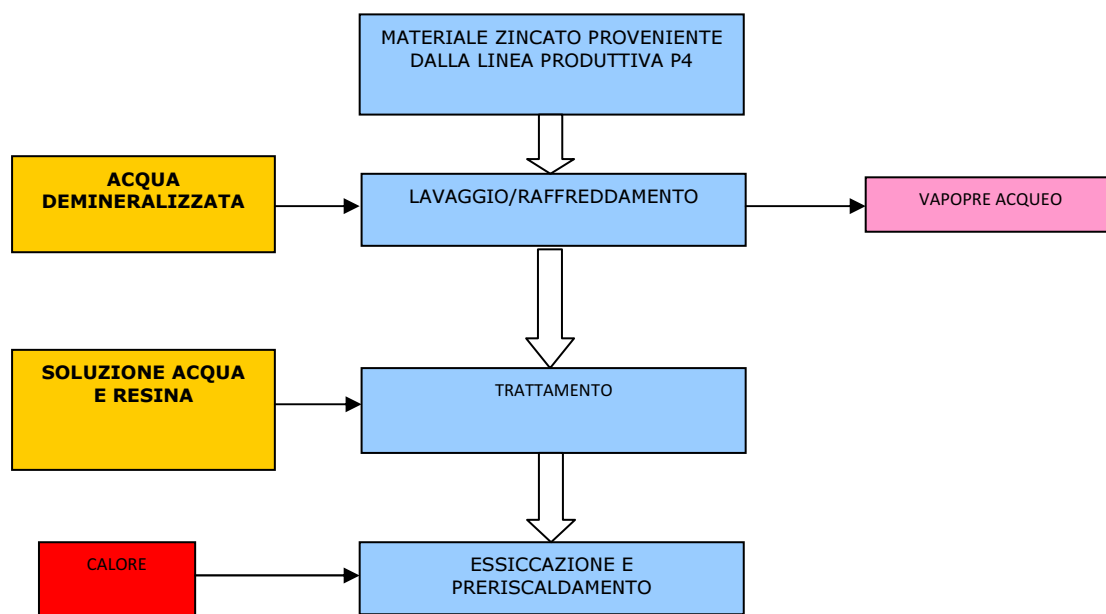 MATERIALE ZINCATO PROVENIENTE
DALLA LINEA PRODUTTIVA P4
ACQUA
DEMINERALIZZATA
LAVAGGIO/RAFFREDDAMENTO
VAPOPRE ACQUEO
SOLUZIONE ACQUA
E RESINA
TRATTAMENTO
CALORE
ESSICCAZIONE E
PRERISCALDAMENTO